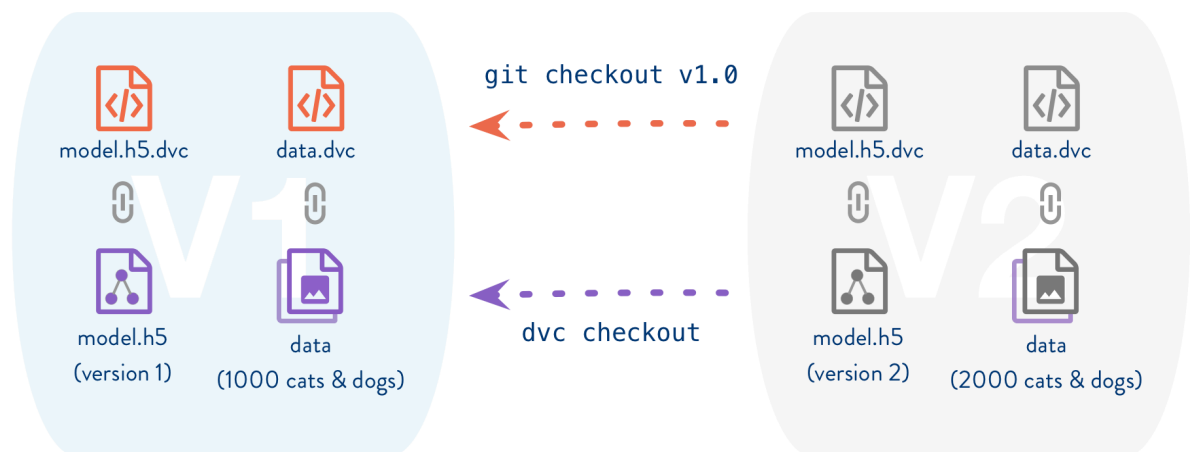 git checkout v1.0
model.h5.dvc
data.dvc
model.h5.dvc
data.dvc
V1
V2
</>
</>
</>
</>
model.h5
(version 1)
data
(1000 cats & dogs)
dvc checkout
model.h5
(version 2)
data
(2000 cats & dogs)